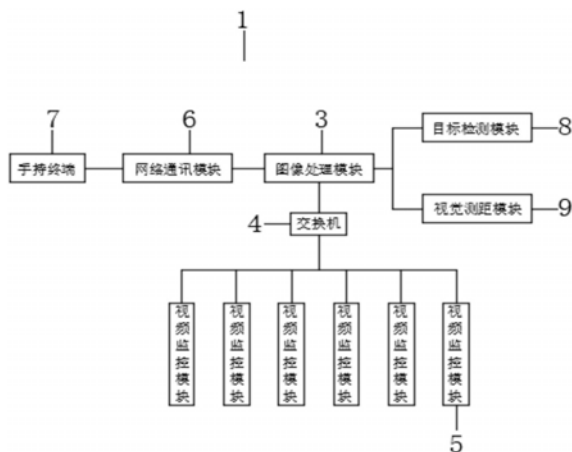 1
7
6
3
8
手持终端
网络通讯模块
图像处理模块
目标检测模块
4
交换机
视觉测距模块
9
视频监控模块
视频监控模块
视频监控模块
视频监控模块
视频监控模块
视频监控模块
5